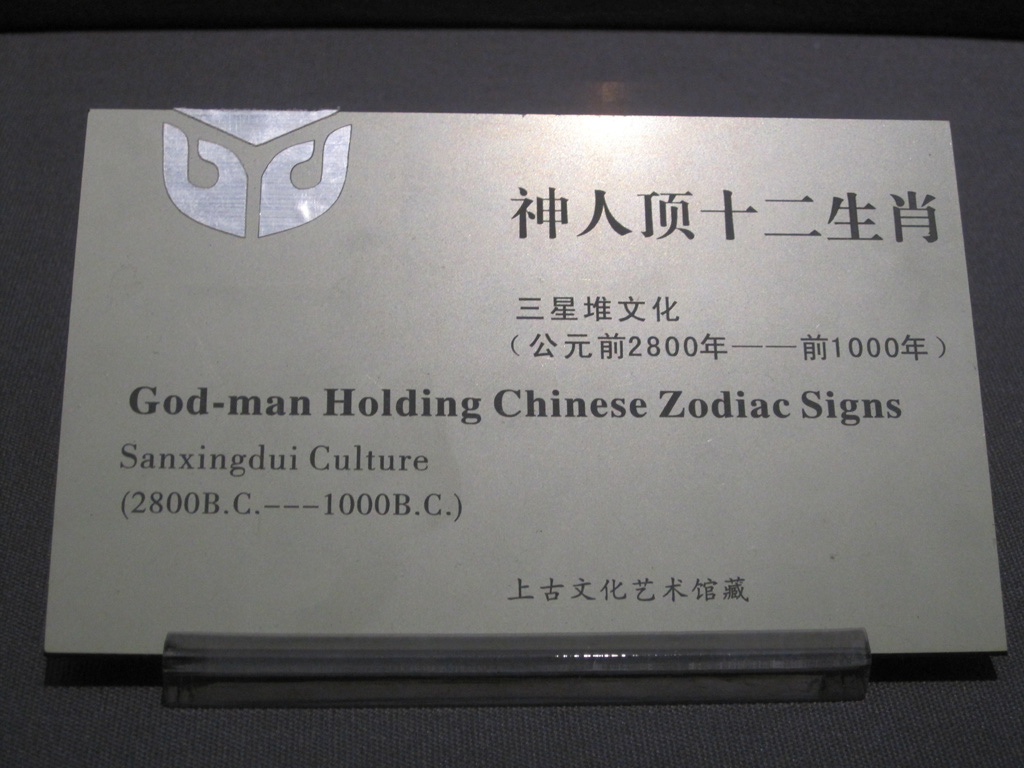 神人顶十二生肖
三星堆文化
（公元前2800年——前1000年）
God-man Holding Chinese Zodiac Signs
Sanxingdui Culture
(2800B.C.---1000B.C.)
上古文化艺术馆藏